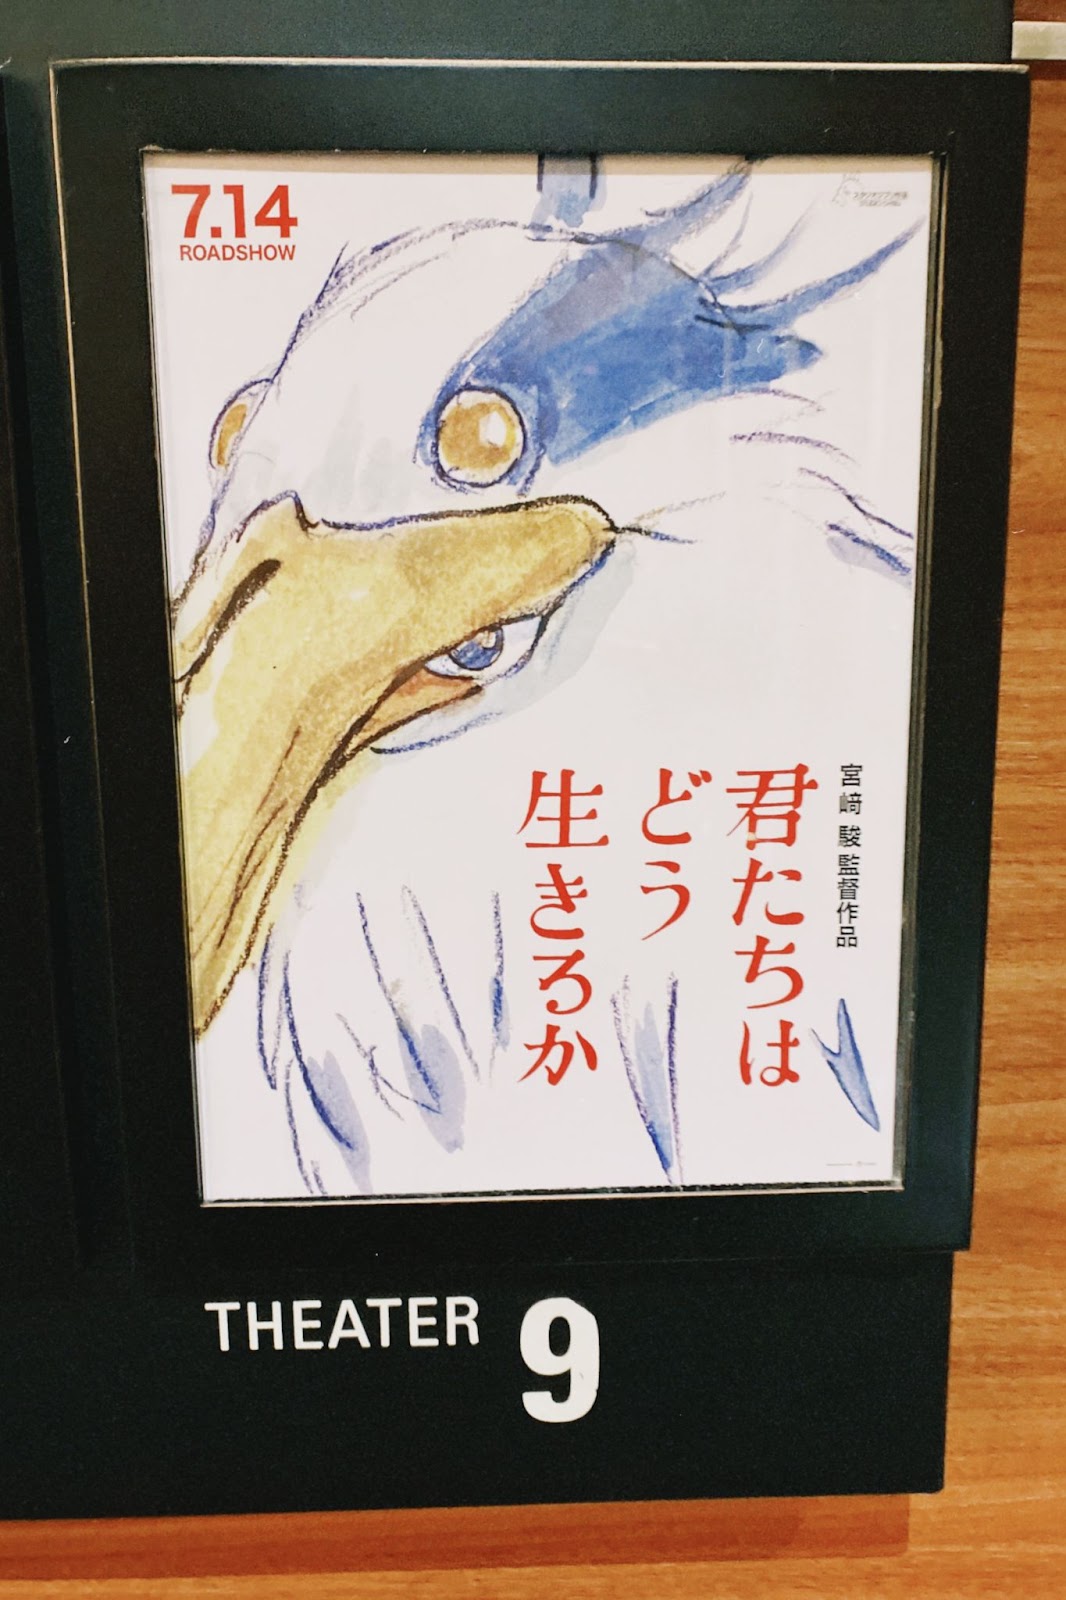 7.14
ROADSHOW
宮﨑 駿 監督作品
君たちは
どう
生きるか
THEATER 9